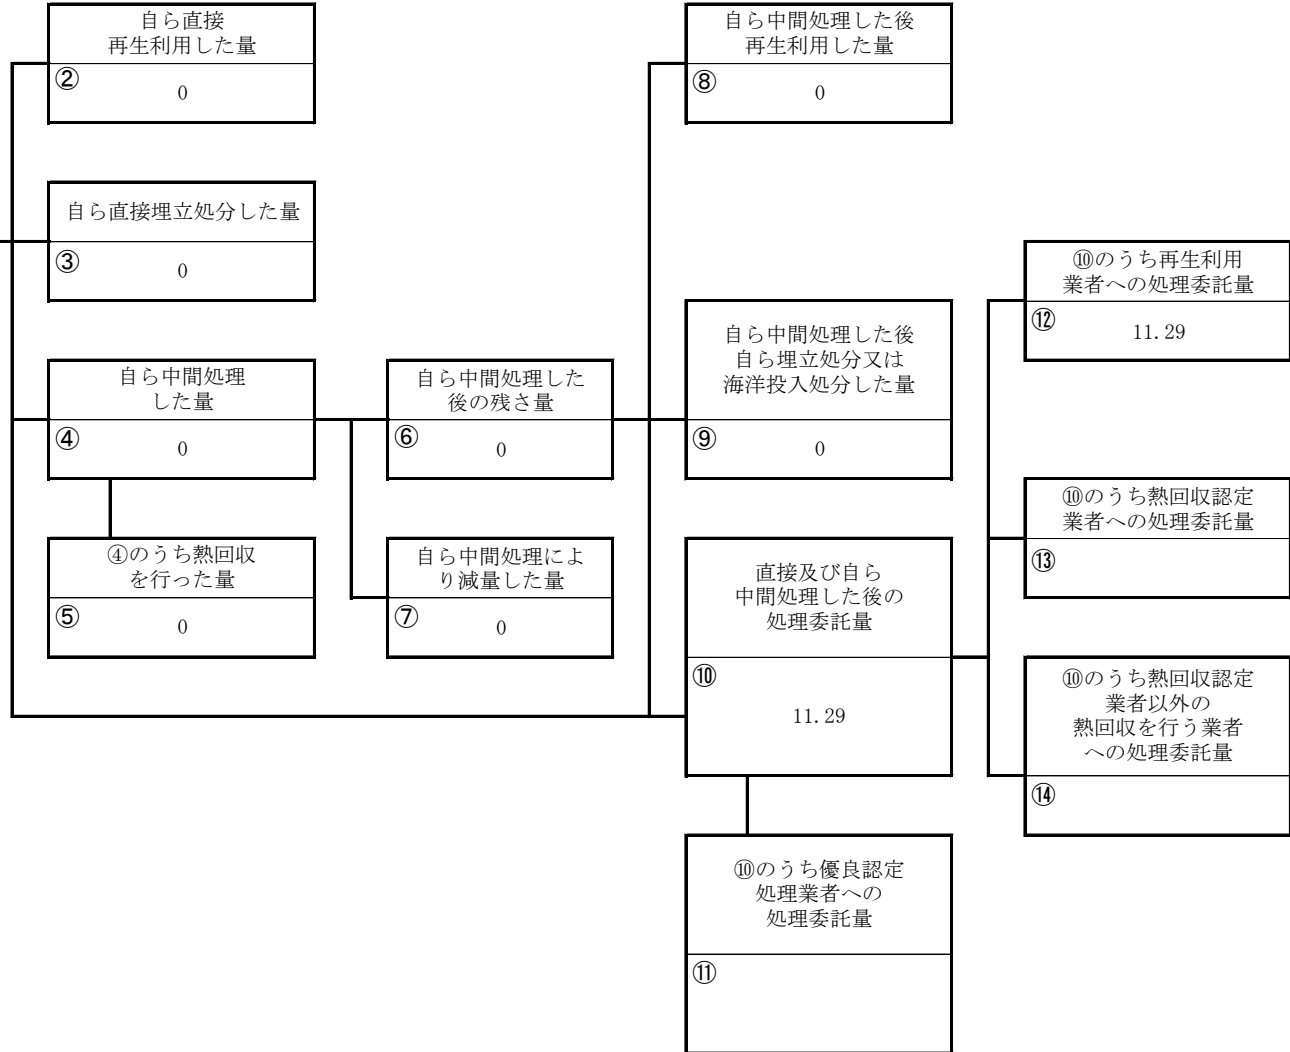 自ら直接
再生利用した量
②
0
自ら中間処理した後
再生利用した量
⑧
0
自ら直接埋立処分した量
③
0
⑩のうち再生利用
業者への処理委託量
⑫
11.29
自ら中間処理
した量
④
0
自ら中間処理した
後の残さ量
⑥
0
自ら中間処理した後
自ら埋立処分又は
海洋投入処分した量
⑨
0
⑩のうち熱回収認定
業者への処理委託量
⑬
④のうち熱回収
を行った量
⑤
0
自ら中間処理によ
り減量した量
⑦
0
直接及び自ら
中間処理した後の
処理委託量
⑩
11.29
⑩のうち熱回収認定
業者以外の
熱回収を行う業者
への処理委託量
⑭
⑩のうち優良認定
処理業者への
処理委託量
⑪